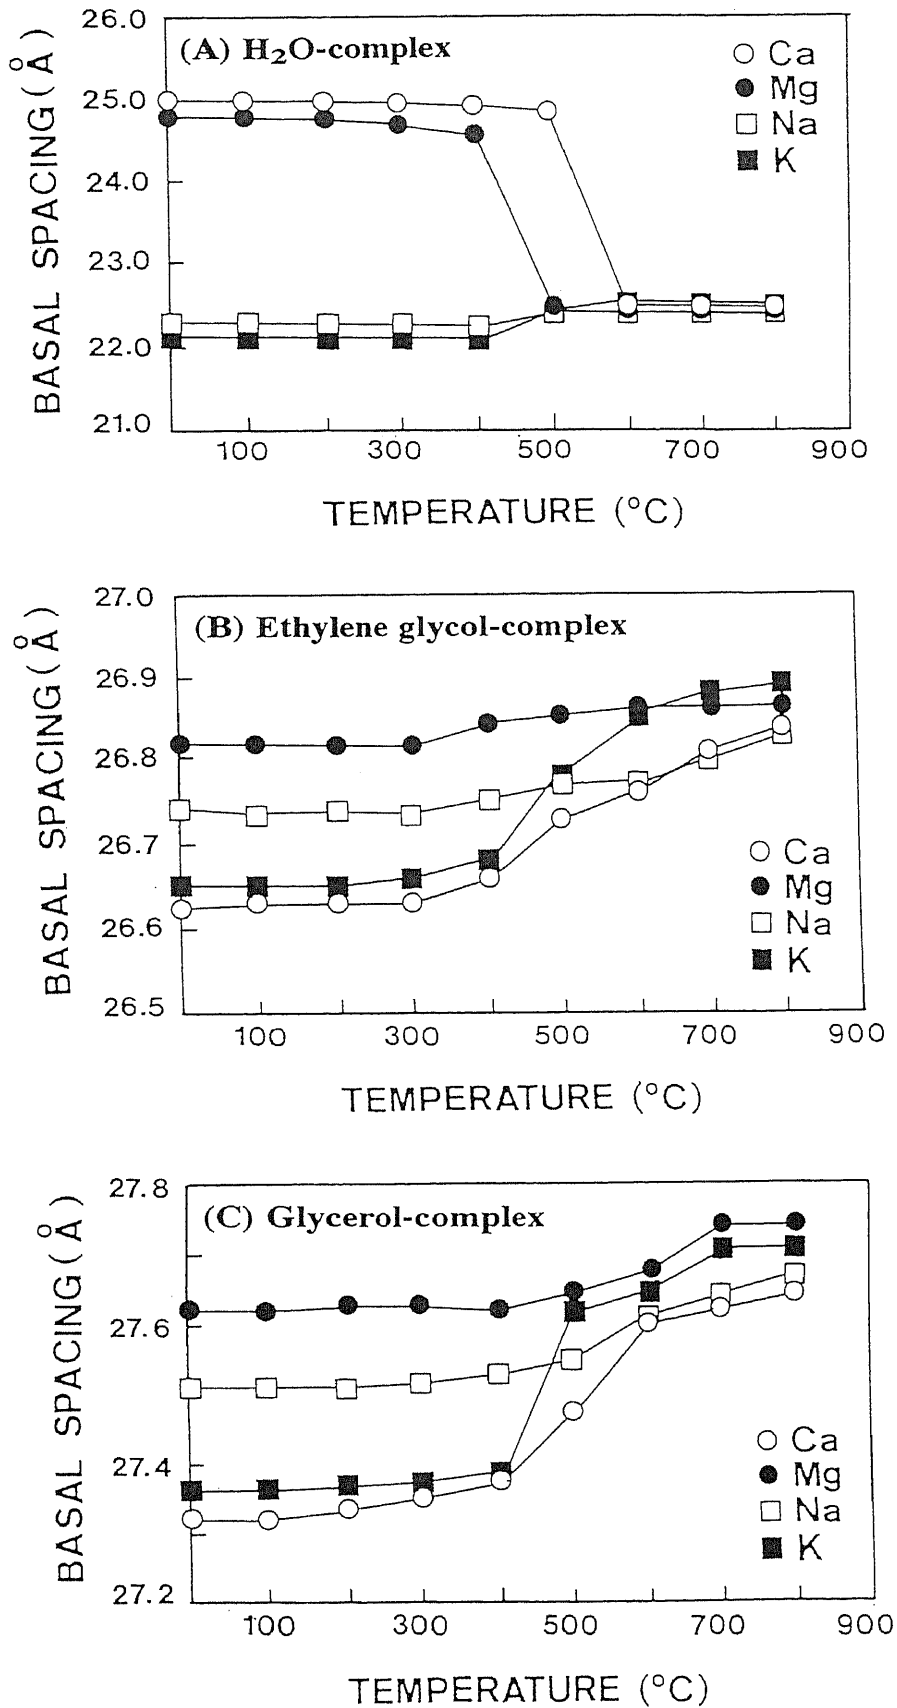 26.0
(A) H₂O-complex
Ca
Mg
Na
K
25.0
24.0
23.0
22.0
21.0
BASAL SPACING(Å)
100 300 500 700 900
TEMPERATURE (°C)
27.0
(B) Ethylene glycol-complex
26.9
26.8
26.7
26.6
26.5
BASAL SPACING(Å)
Ca
Mg
Na
K
100 300 500 700 900
TEMPERATURE (°C)
27.8
(C) Glycerol-complex
27.6
27.4
27.2
BASAL SPACING(Å)
Ca
Mg
Na
K
100 300 500 700 900
TEMPERATURE (°C)